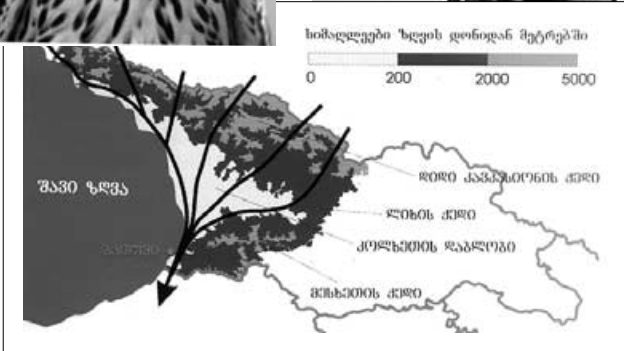 სიმაღლეები ზღვის დონიდან მეტრებში
0 200 2000 5000
შავი ზღვა
დიდი კავკასიონის ქედი
ლიხის ქედი
კოლხეთის დაბლობი
ბათუმი
მესხეთის ქედი